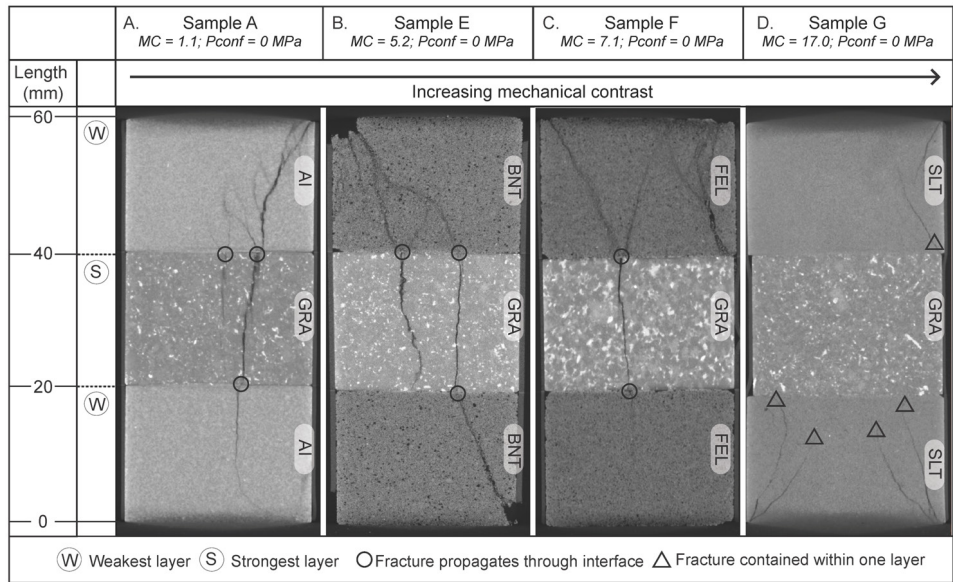 A. Sample A
MC = 1.1; Pconf = 0 MPa
B. Sample E
MC = 5.2; Pconf = 0 MPa
C. Sample F
MC = 7.1; Pconf = 0 MPa
D. Sample G
MC = 17.0; Pconf = 0 MPa
Length
(mm)
Increasing mechanical contrast
60
W
40
S
20
W
0
AI
GRA
AI
BNT
GRA
BNT
FEL
GRA
FEL
SLT
GRA
SLT
W Weakest layer S Strongest layer Fracture propagates through interface Fracture contained within one layer